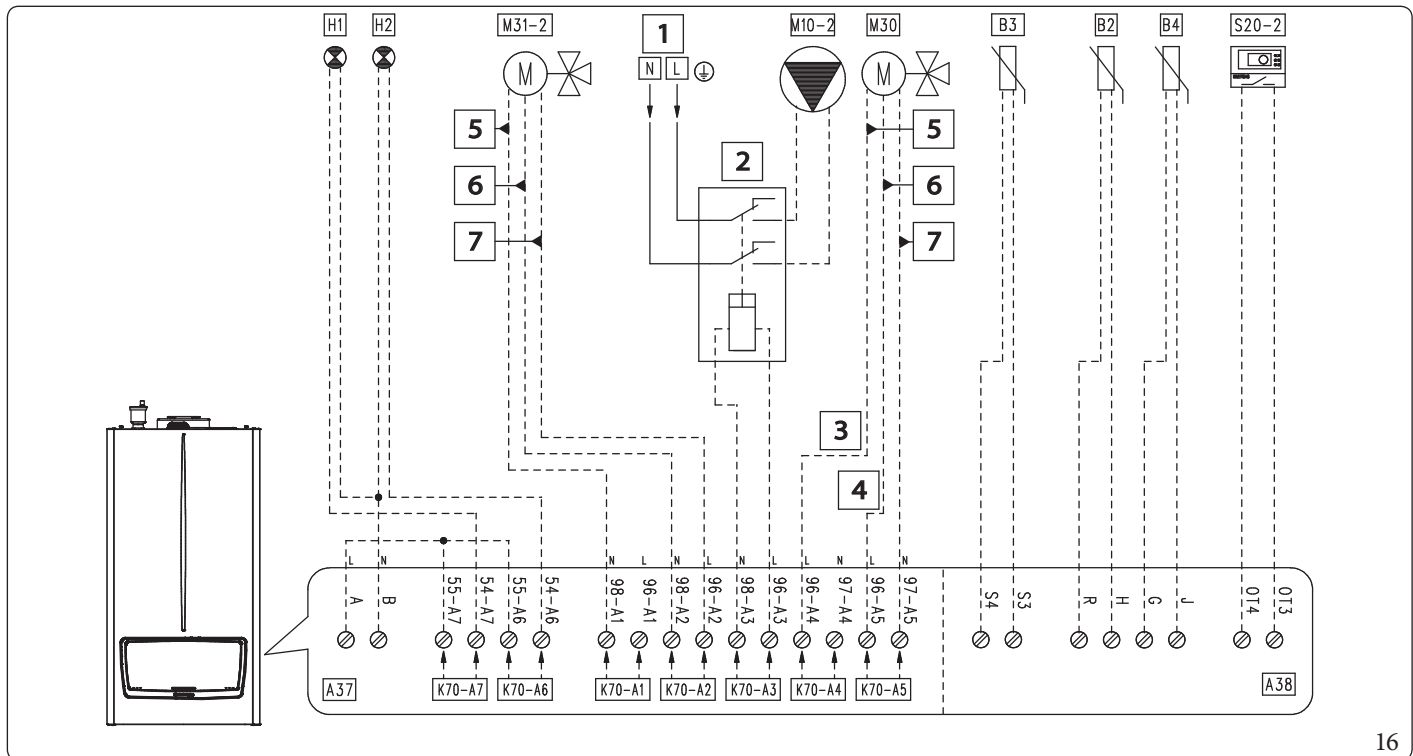 H1 H2 M31-2 1 M10-2 M30 B3 B2 B4 S20-2
N L
M M
5 5
2
6 6
7 7
3
4
L N N L N L N L L N L N
A B 55-A7 54-A7 55-A6 54-A6 98-A1 96-A1 98-A2 96-A2 98-A3 96-A3 96-A4 97-A4 96-A5 97-A5 S4 S3 R H G J OT4 OT3
A37 K70-A7 K70-A6 K70-A1 K70-A2 K70-A3 K70-A4 K70-A5 A38
16